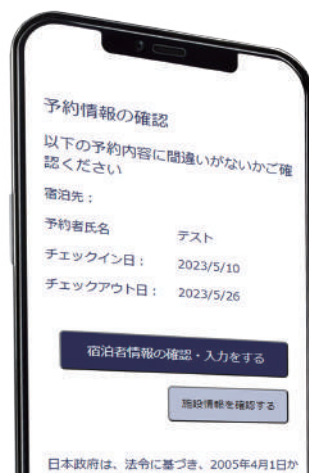 予約情報の確認
以下の予約内容に間違いがないかご確
認ください
宿泊先：
予約者氏名 テスト
チェックイン日： 2023/5/10
チェックアウト日： 2023/5/26
宿泊者情報の確認・入力をする
施設情報を確認する
日本政府は、法令に基づき、2005年4月1日か